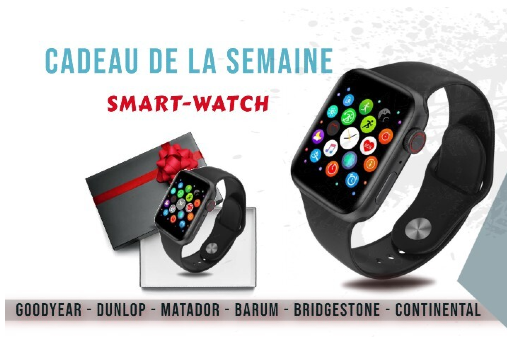 CADEAU DE LA SEMAINE
SMART-WATCH
GOODYEAR - DUNLOP - MATADOR - BARUM - BRIDGESTONE - CONTINENTAL